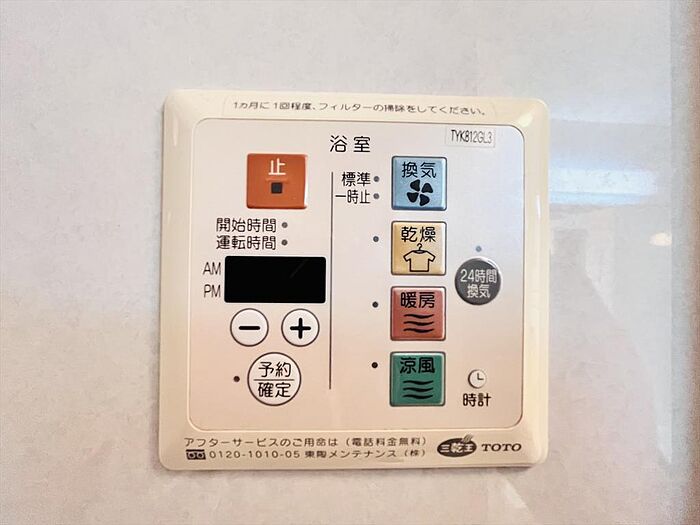 1ヵ月に1回程度、フィルターの掃除をしてください。
TYK812GL3
浴室
止
換気
標準
一時止
開始時間
運転時間
乾燥
AM
PM
24時間
換気
暖房
− +
予約
確定
涼風
時計
アフターサービスのご用命は(電話料金無料)
0120-1010-05 東陶メンテナンス(株)
三乾王 TOTO